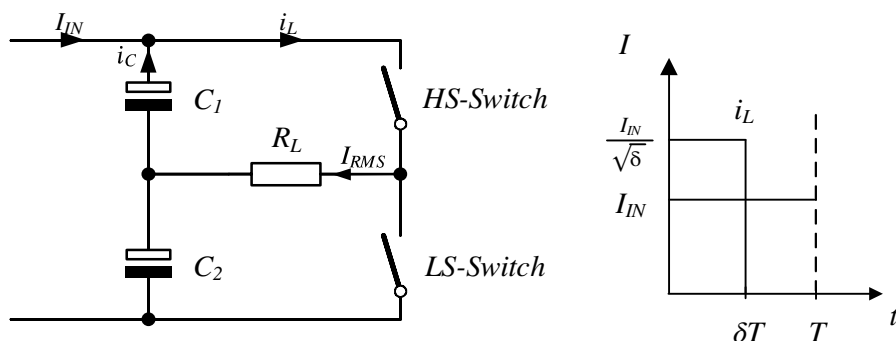 I_IN
i_L
i_C
C_1
HS-Switch
R_L
I_RMS
C_2
LS-Switch
I
I_IN
√δ
i_L
I_IN
δT
T
t